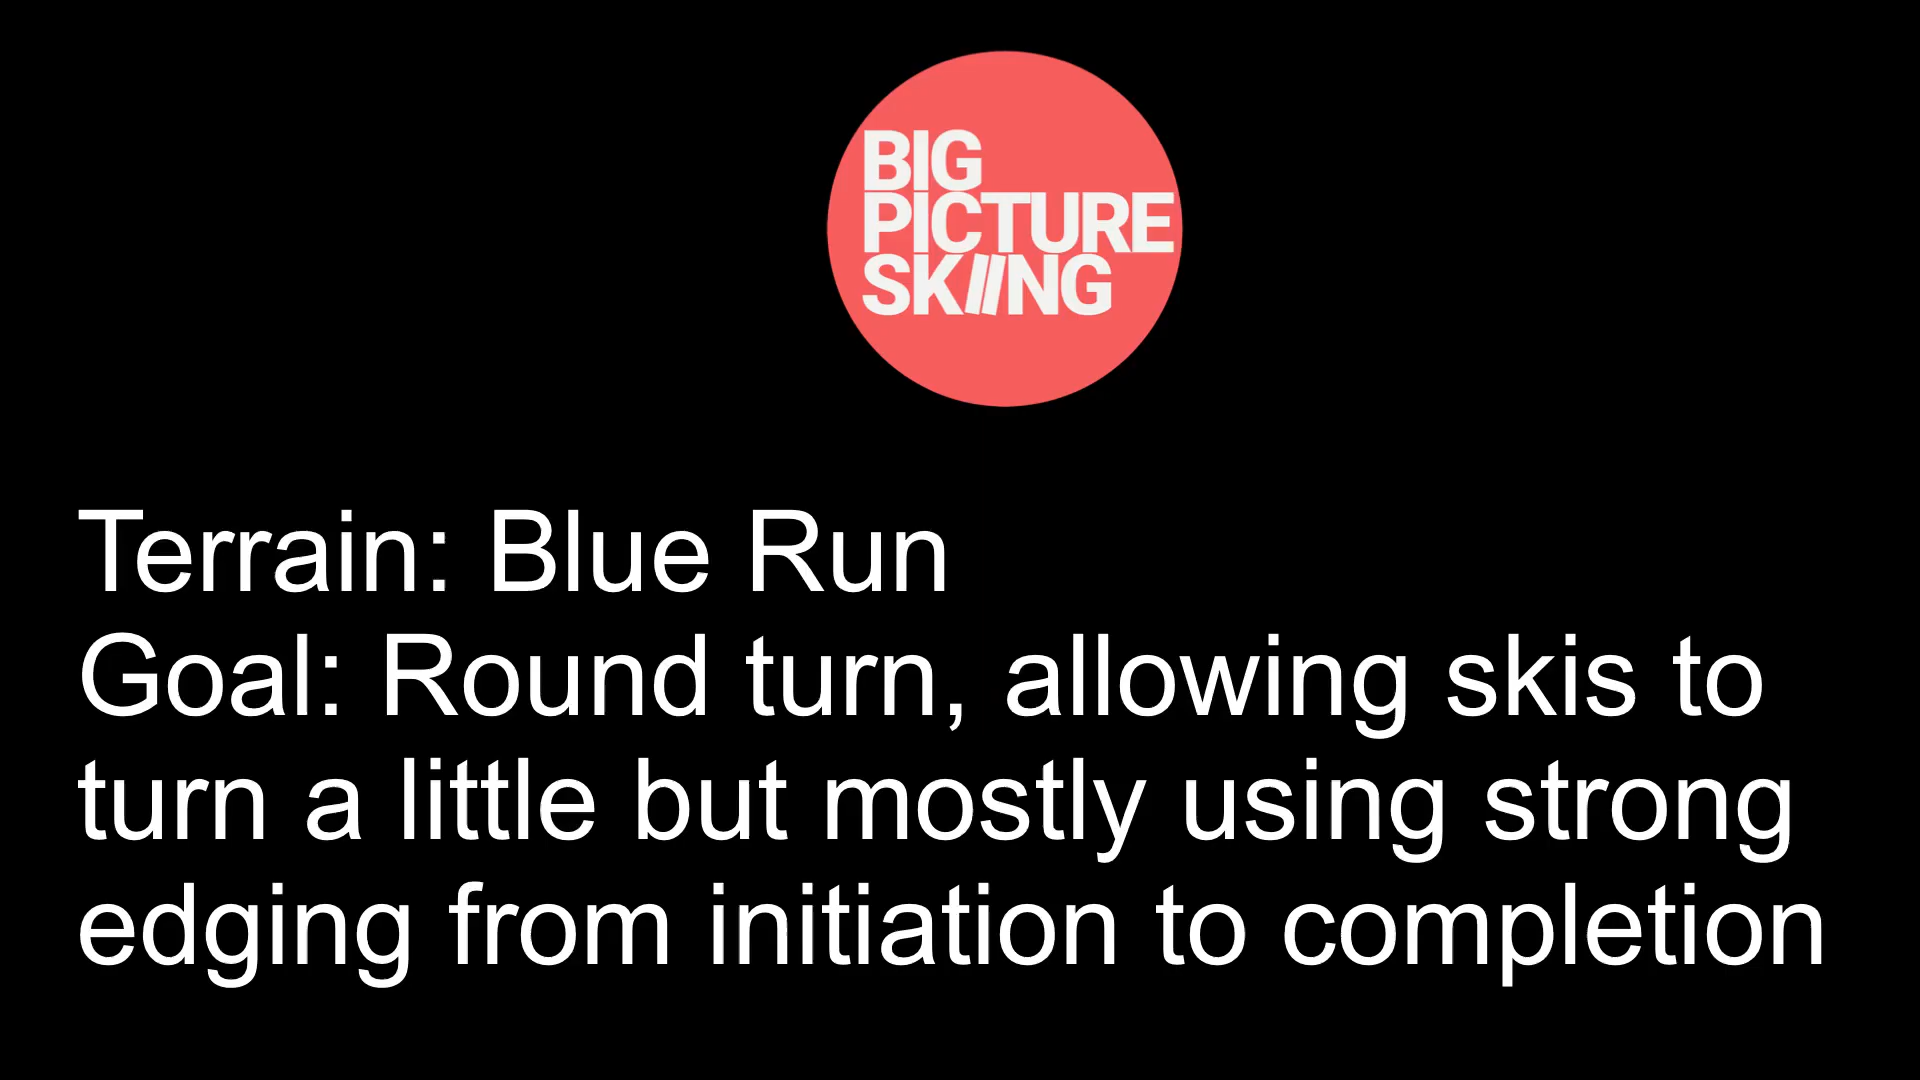 BIG
PICTURE
SKIING
Terrain: Blue Run
Goal: Round turn, allowing skis to
turn a little but mostly using strong
edging from initiation to completion